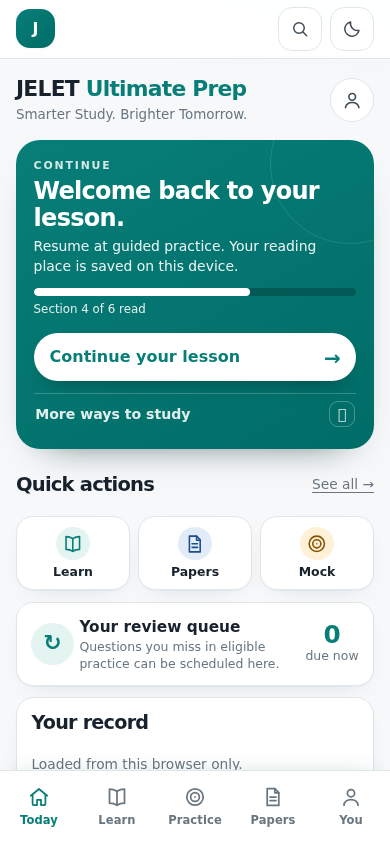 J
JELET Ultimate Prep
Smarter Study. Brighter Tomorrow.
CONTINUE
Welcome back to your
lesson.
Resume at guided practice. Your reading
place is saved on this device.
Section 4 of 6 read
Continue your lesson →
More ways to study
Quick actions
See all →
Learn
Papers
Mock
Your review queue
Questions you miss in eligible
practice can be scheduled here.
0
due now
Your record
Loaded from this browser only.
Today
Learn
Practice
Papers
You